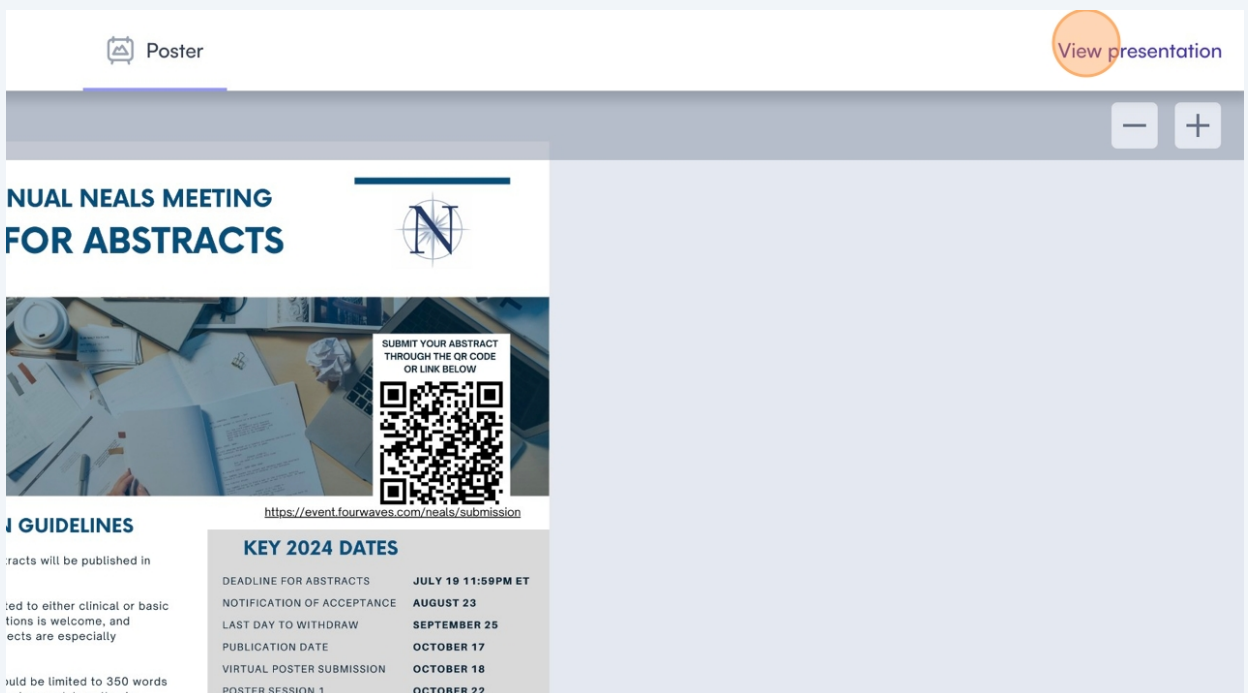 Poster
View presentation
NUAL NEALS MEETING
FOR ABSTRACTS
N
SUBMIT YOUR ABSTRACT
THROUGH THE QR CODE
OR LINK BELOW
https://event.fourwaves.com/neals/submission
GUIDELINES
KEY 2024 DATES
racts will be published in
ted to either clinical or basic
tions is welcome, and
ects are especially
ould be limited to 350 words
DEADLINE FOR ABSTRACTS JULY 19 11:59PM ET
NOTIFICATION OF ACCEPTANCE AUGUST 23
LAST DAY TO WITHDRAW SEPTEMBER 25
PUBLICATION DATE OCTOBER 17
VIRTUAL POSTER SUBMISSION OCTOBER 18
POSTER SESSION 1 OCTOBER 22